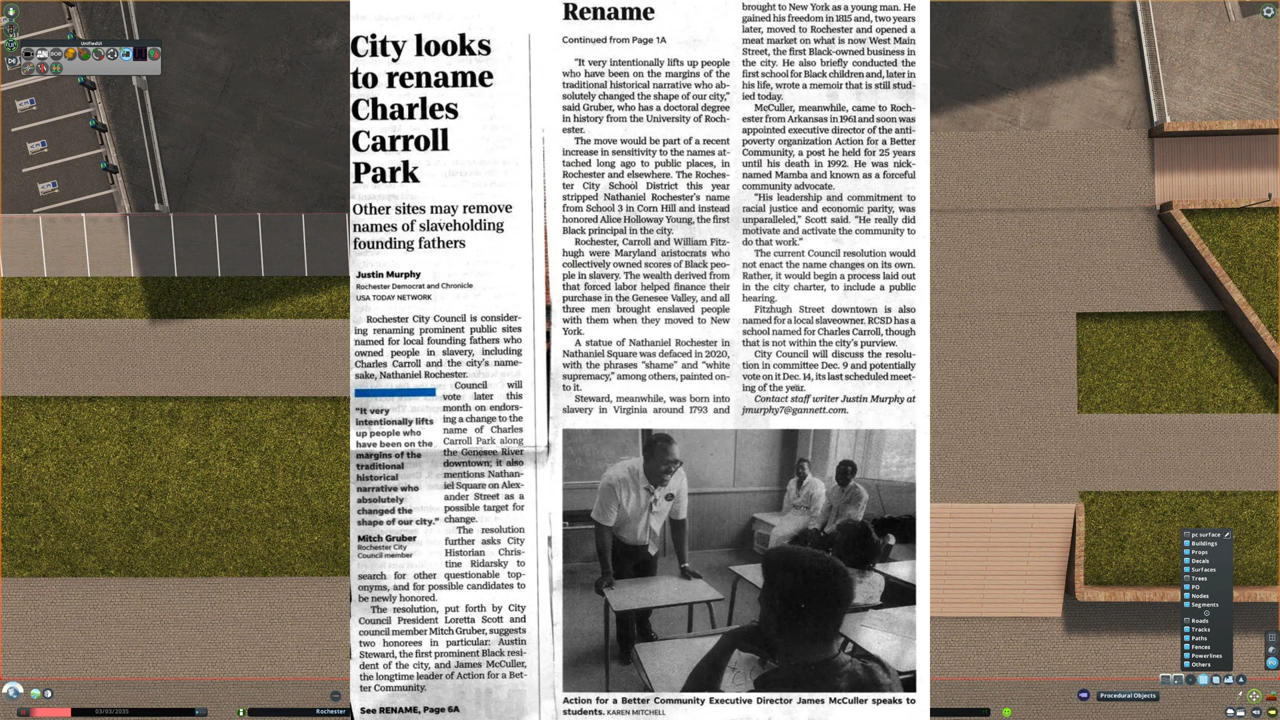 UnifiedUI
City looks
to rename
Charles
Carroll
Park
Other sites may remove
names of slaveholding
founding fathers
Justin Murphy
Rochester Democrat and Chronicle
USA TODAY NETWORK
Rochester City Council is consider-
ing renaming prominent public sites
named for local founding fathers who
owned people in slavery, including
Charles Carroll and the city's name-
sake, Nathaniel Rochester.
Council will
vote later this
month on endors-
ing a change to the
name of Charles
Carroll Park along
the Genesee River
downtown; it also
mentions Nathan-
iel Square on Alex-
ander Street as a
possible target for
change.
The resolution
further asks City
Historian Chris-
tine Ridarsky to
search for other questionable top-
onyms, and for possible candidates to
be newly honored.
The resolution, put forth by City
Council President Loretta Scott and
council member Mitch Gruber, suggests
two honorees in particular: Austin
Steward, the first prominent Black resi-
dent of the city, and James McCuller,
the longtime leader of Action for a Bet-
ter Community.
See RENAME, Page 6A
"It very
intentionally lifts
up people who
have been on the
margins of the
traditional
historical
narrative who
absolutely
changed the
shape of our city."
Mitch Gruber
Rochester City
Council member
Rename
Continued from Page 1A
"It very intentionally lifts up people
who have been on the margins of the
traditional historical narrative who ab-
solutely changed the shape of our city,"
said Gruber, who has a doctoral degree
in history from the University of Roch-
ester.
The move would be part of a recent
increase in sensitivity to the names at-
tached long ago to public places, in
Rochester and elsewhere. The Roches-
ter City School District this year
stripped Nathaniel Rochester's name
from School 3 in Corn Hill and instead
honored Alice Holloway Young, the first
Black principal in the city.
Rochester, Carroll and William Fitz-
hugh were Maryland aristocrats who
collectively owned scores of Black peo-
ple in slavery. The wealth derived from
that forced labor helped finance their
purchase in the Genesee Valley, and all
three men brought enslaved people
with them when they moved to New
York.
A statue of Nathaniel Rochester in
Nathaniel Square was defaced in 2020,
with the phrases "shame" and "white
supremacy," among others, painted on-
to it.
Steward, meanwhile, was born into
slavery in Virginia around 1793 and
brought to New York as a young man. He
gained his freedom in 1815 and, two years
later, moved to Rochester and opened a
meat market on what is now West Main
Street, the first Black-owned business in
the city. He also briefly conducted the
first school for Black children and, later in
his life, wrote a memoir that is still stud-
ied today.
McCuller, meanwhile, came to Roch-
ester from Arkansas in 1961 and soon was
appointed executive director of the anti-
poverty organization Action for a Better
Community, a post he held for 25 years
until his death in 1992. He was nick-
named Mamba and known as a forceful
community advocate.
"His leadership and commitment to
racial justice and economic parity, was
unparalleled," Scott said. "He really did
motivate and activate the community to
do that work."
The current Council resolution would
not enact the name changes on its own.
Rather, it would begin a process laid out
in the city charter, to include a public
hearing.
Fitzhugh Street downtown is also
named for a local slaveowner. RCSD has a
school named for Charles Carroll, though
that is not within the city's purview.
City Council will discuss the resolu-
tion in committee Dec. 9 and potentially
vote on it Dec. 14, its last scheduled meet-
ing of the year.
Contact staff writer Justin Murphy at
jmurphy7@gannett.com.
Action for a Better Community Executive Director James McCuller speaks to
students. KAREN MITCHELL
pc surface
Buildings
Props
Decals
Surfaces
Trees
PO
Nodes
Segments
Roads
Tracks
Paths
Fences
Powerlines
Others
Procedural Objects
03/03/2035
Rochester